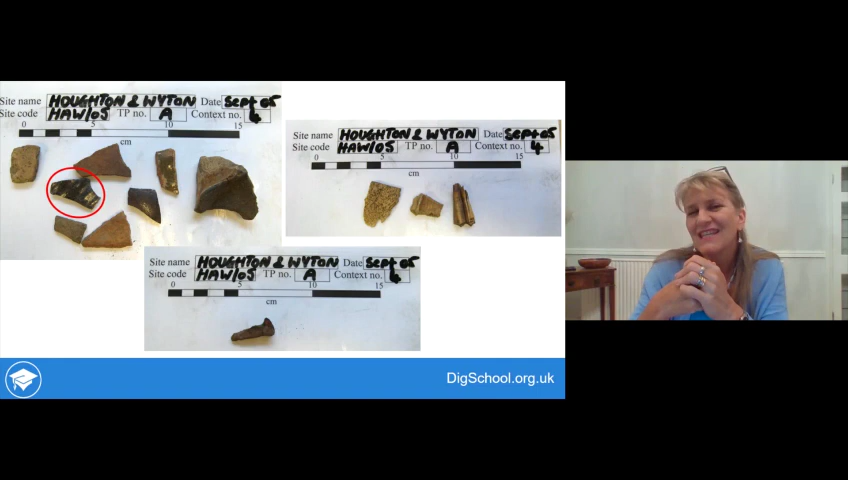 Site name HOUGHTON & WYTON Date Sept 05
Site code HAW/05 TP no. A Context no. 4
0 5 10 15
cm
Site name HOUGHTON & WYTON Date Sept 05
Site code HAW/05 TP no. A Context no. 4
0 5 10 15
cm
Site name HOUGHTON & WYTON Date Sept 05
Site code HAW/05 TP no. A Context no. 4
0 5 10 15
cm
DigSchool.org.uk